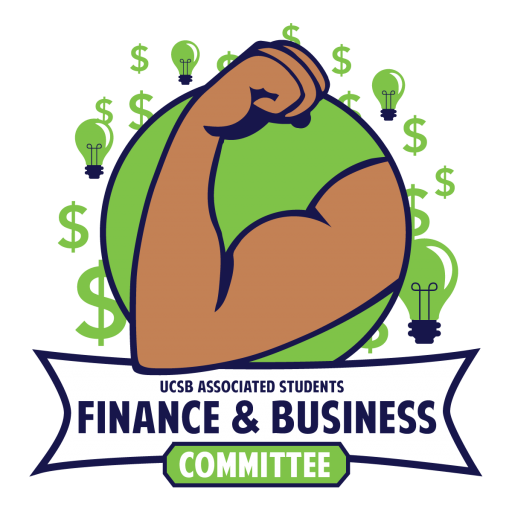 UCSB ASSOCIATED STUDENTS
FINANCE & BUSINESS
COMMITTEE